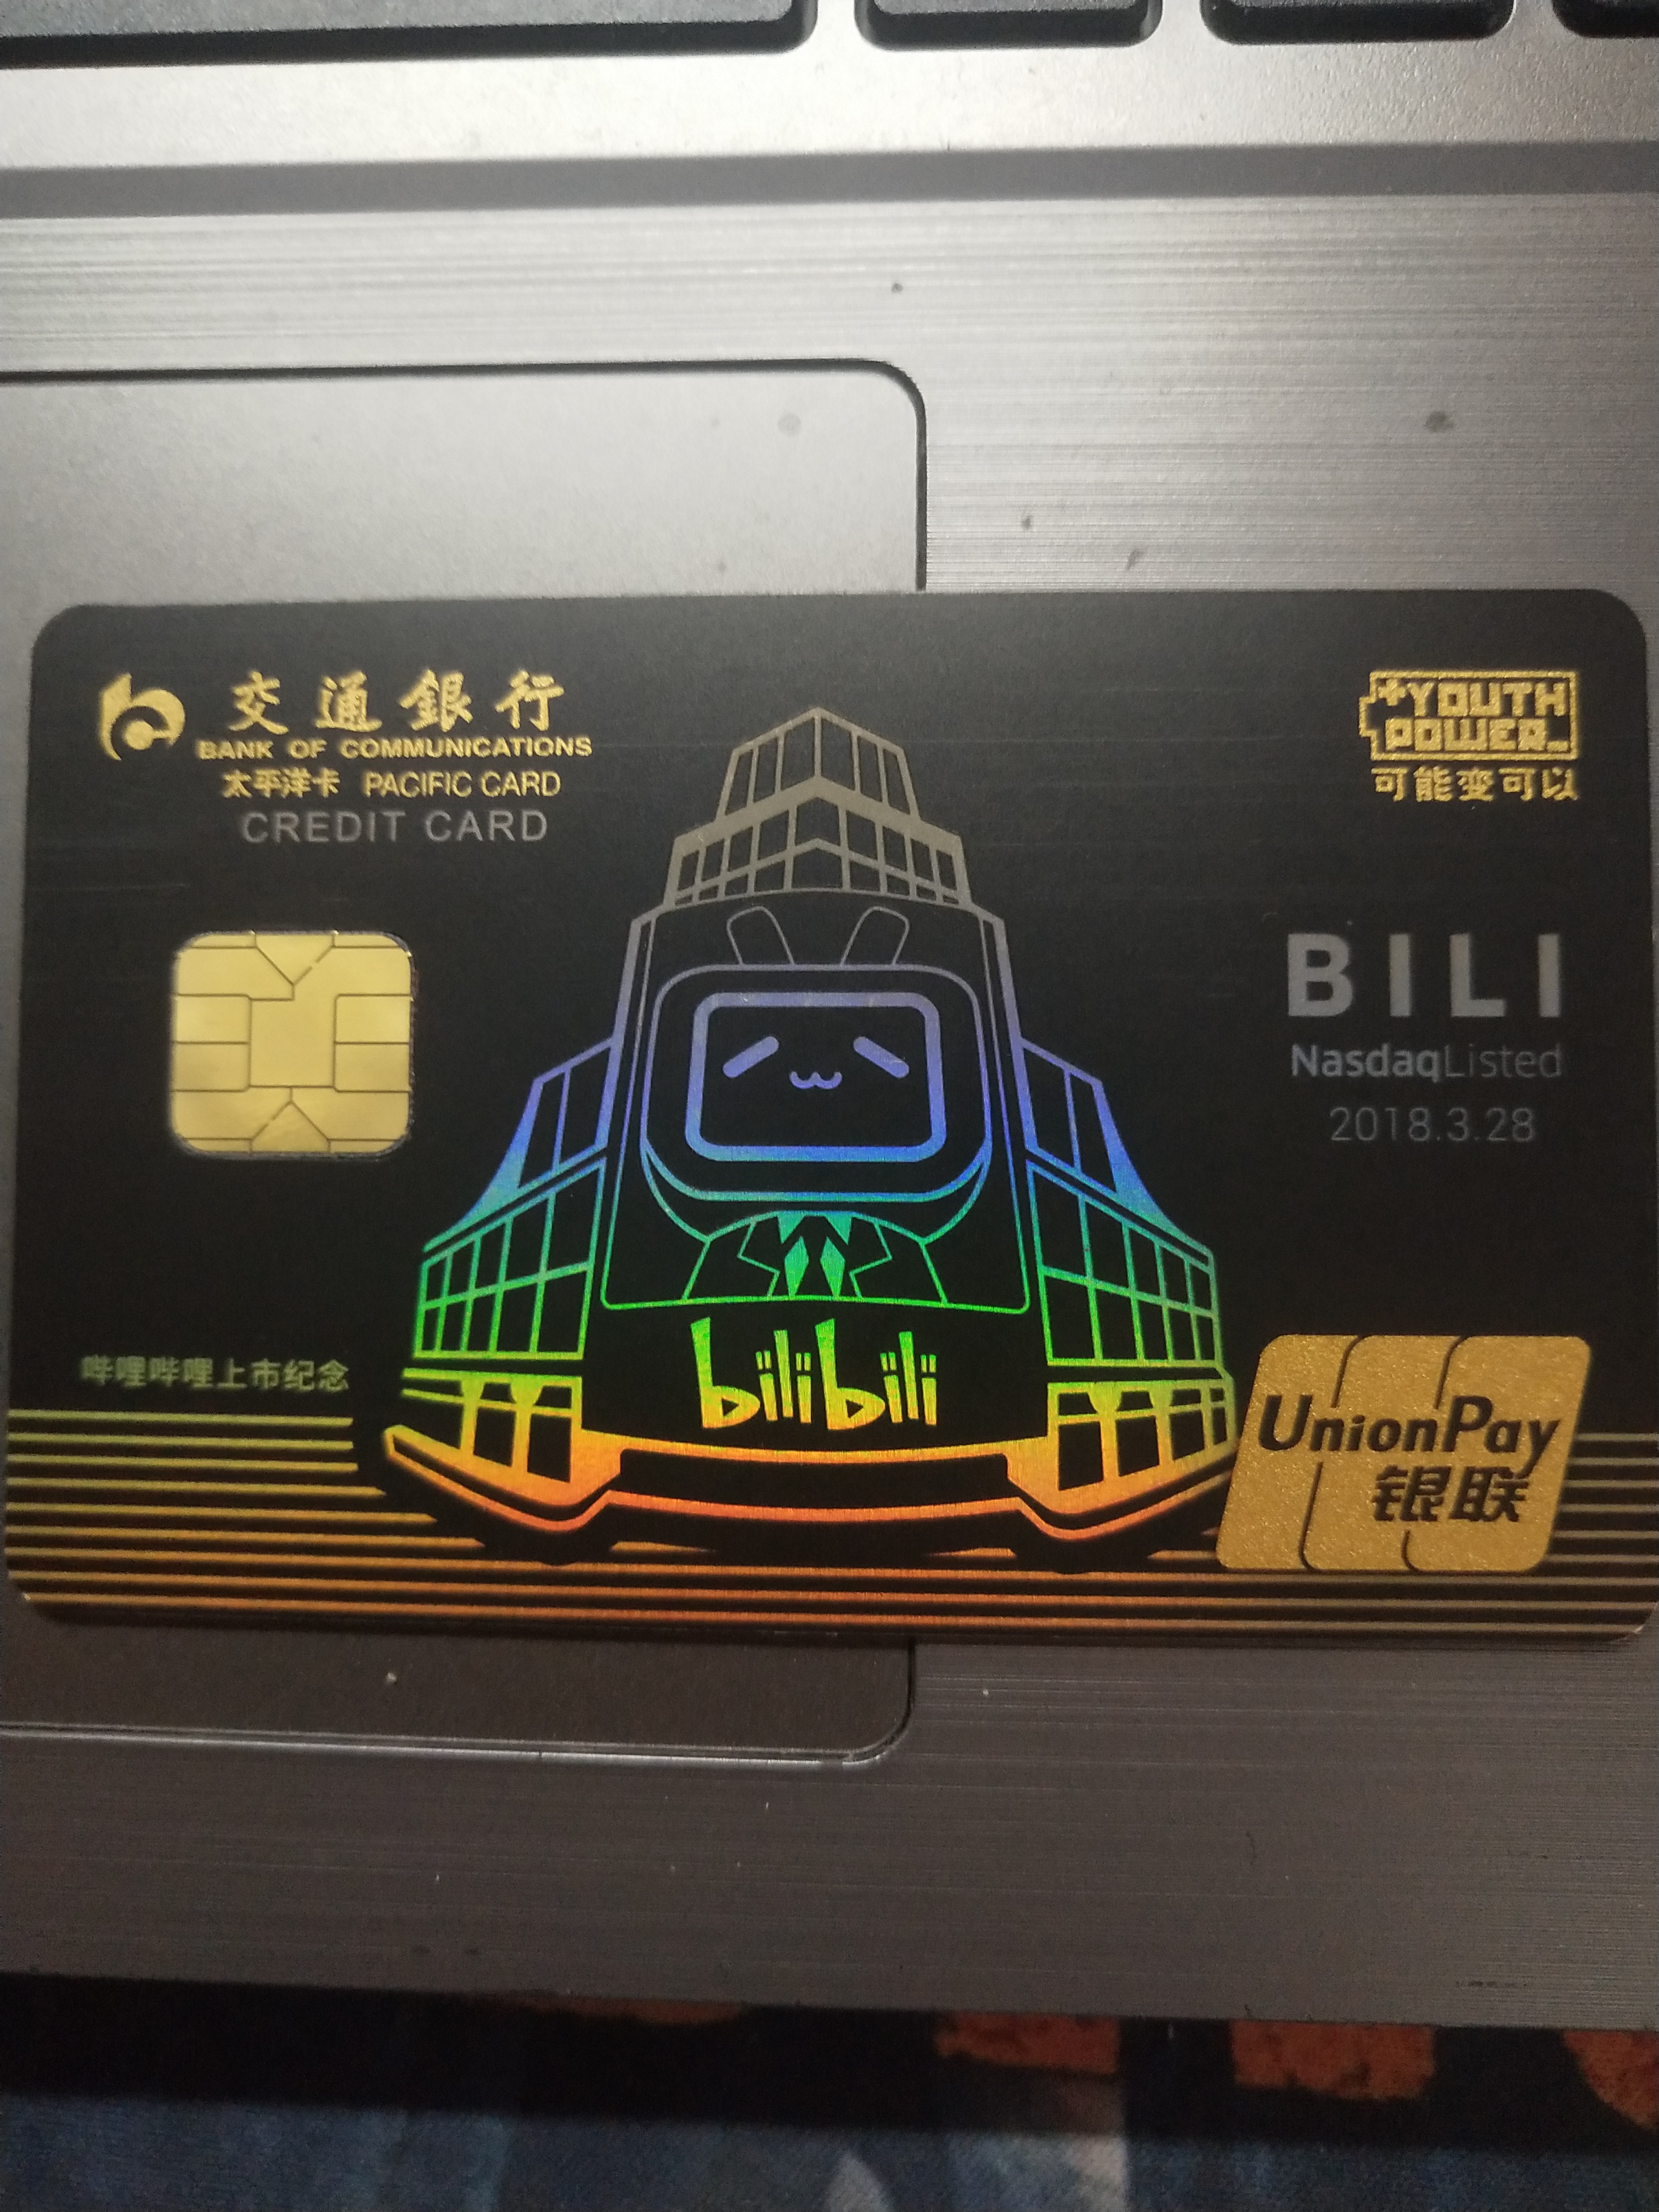 交通銀行
BANK OF COMMUNICATIONS
太平洋卡 PACIFIC CARD
CREDIT CARD
+YOUTH
POWER_
可能变可以
BILI
NasdaqListed
2018.3.28
bilibili
哔哩哔哩上市纪念
UnionPay
银联